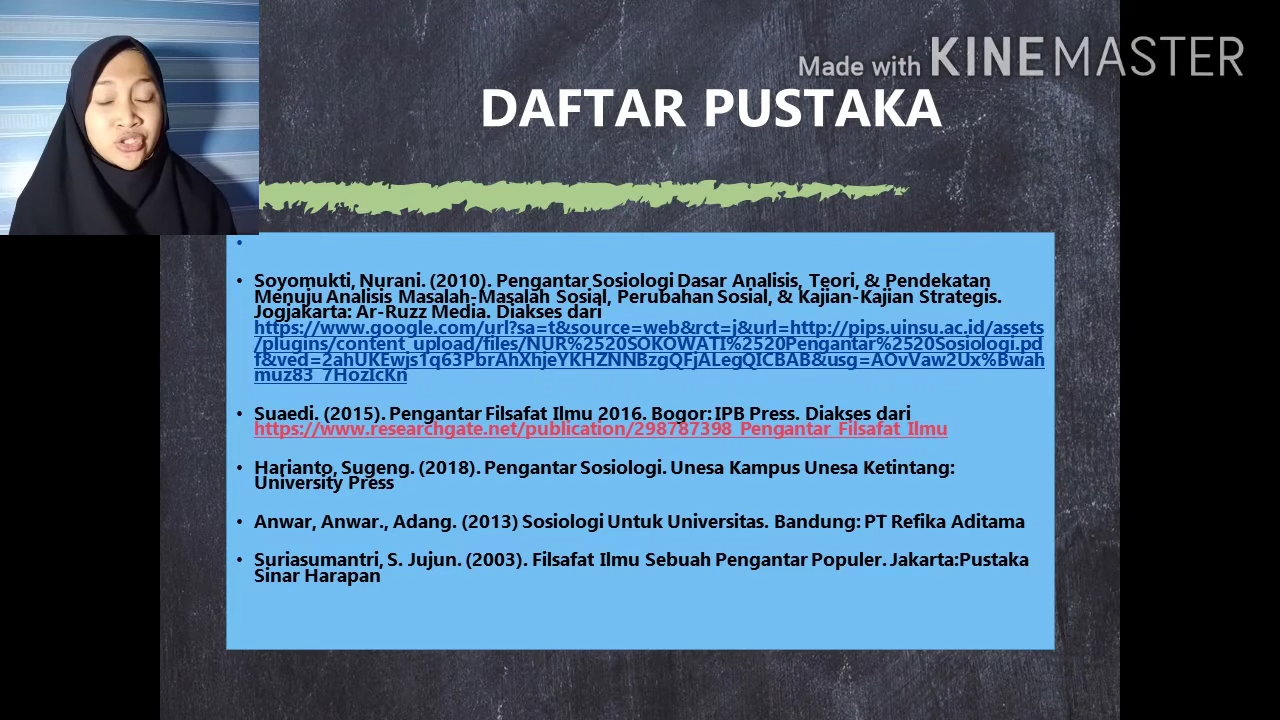 Made with KINEMASTER
DAFTAR PUSTAKA
Soyomukti, Nurani. (2010). Pengantar Sosiologi Dasar Analisis, Teori, & Pendekatan
Menuju Analisis Masalah-Masalah Sosial, Perubahan Sosial, & Kajian-Kajian Strategis.
Jogjakarta: Ar-Ruzz Media. Diakses dari
https://www.google.com/url?sa=t&source=web&rct=j&url=http://pips.uinsu.ac.id/assets
/plugins/content_upload/files/NUR%2520SOKOWATI%2520Pengantar%2520Sosiologi.pd
f&ved=2ahUKEwjs1q63PbrAhXhjeYKHZNNBzgQFjALegQICBAB&usg=AOvVaw2Ux%Bwah
muz83_7HozIcKn
Suaedi. (2015). Pengantar Filsafat Ilmu 2016. Bogor: IPB Press. Diakses dari
https://www.researchgate.net/publication/298787398_Pengantar_Filsafat_Ilmu
Harianto, Sugeng. (2018). Pengantar Sosiologi. Unesa Kampus Unesa Ketintang:
University Press
Anwar, Anwar., Adang. (2013) Sosiologi Untuk Universitas. Bandung: PT Refika Aditama
Suriasumantri, S. Jujun. (2003). Filsafat Ilmu Sebuah Pengantar Populer. Jakarta:Pustaka
Sinar Harapan